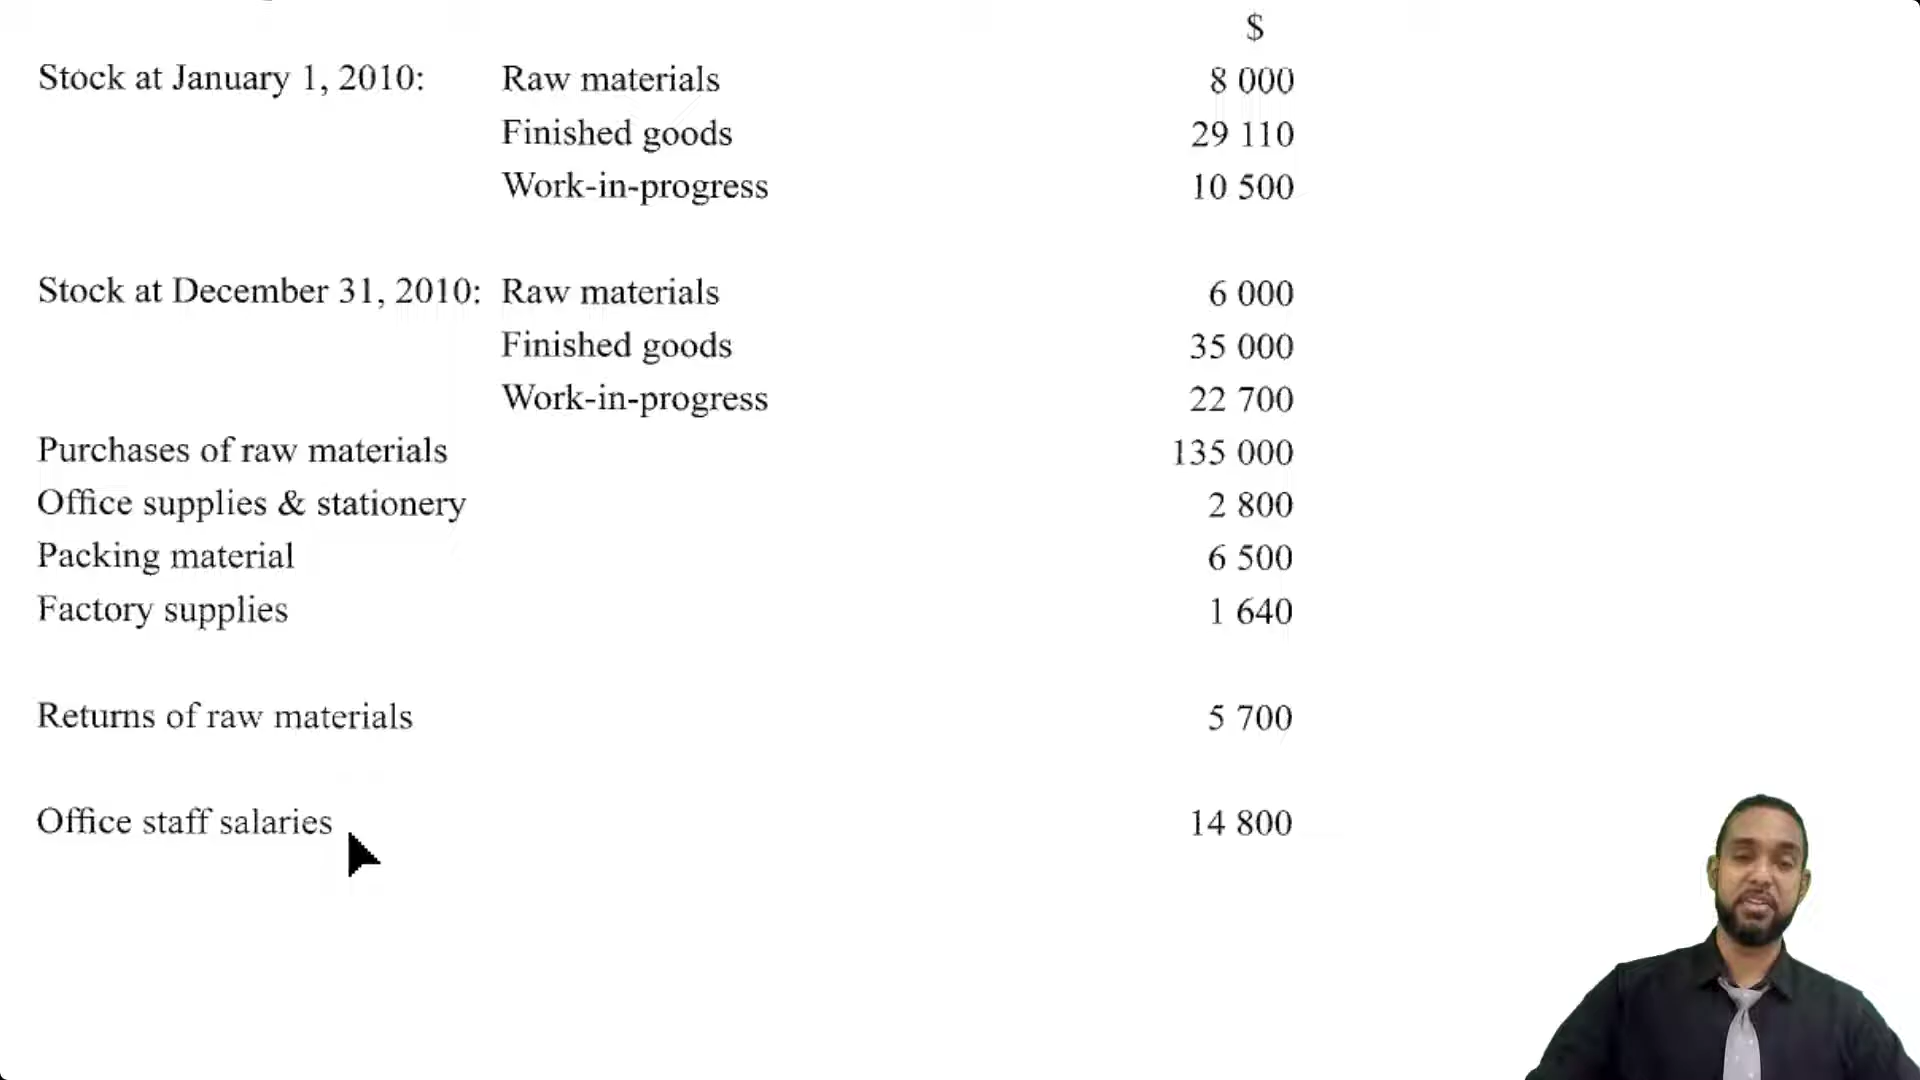 $
Stock at January 1, 2010: Raw materials 8 000
Finished goods 29 110
Work-in-progress 10 500
Stock at December 31, 2010: Raw materials 6 000
Finished goods 35 000
Work-in-progress 22 700
Purchases of raw materials 135 000
Office supplies & stationery 2 800
Packing material 6 500
Factory supplies 1 640
Returns of raw materials 5 700
Office staff salaries 14 800